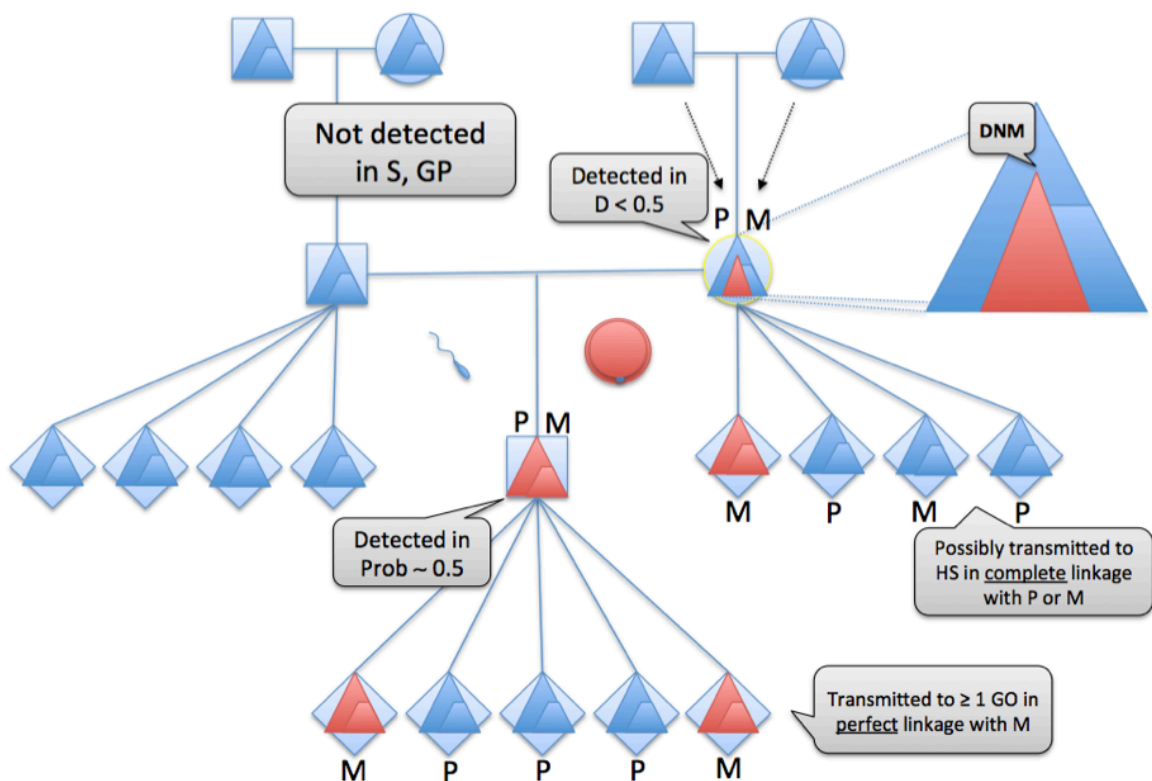 Not detected
in S, GP
DNM
Detected in
D < 0.5
P M
P M
M P M P
Detected in
Prob ~ 0.5
Possibly transmitted to
HS in complete linkage
with P or M
Transmitted to ≥ 1 GO in
perfect linkage with M
M P P P M